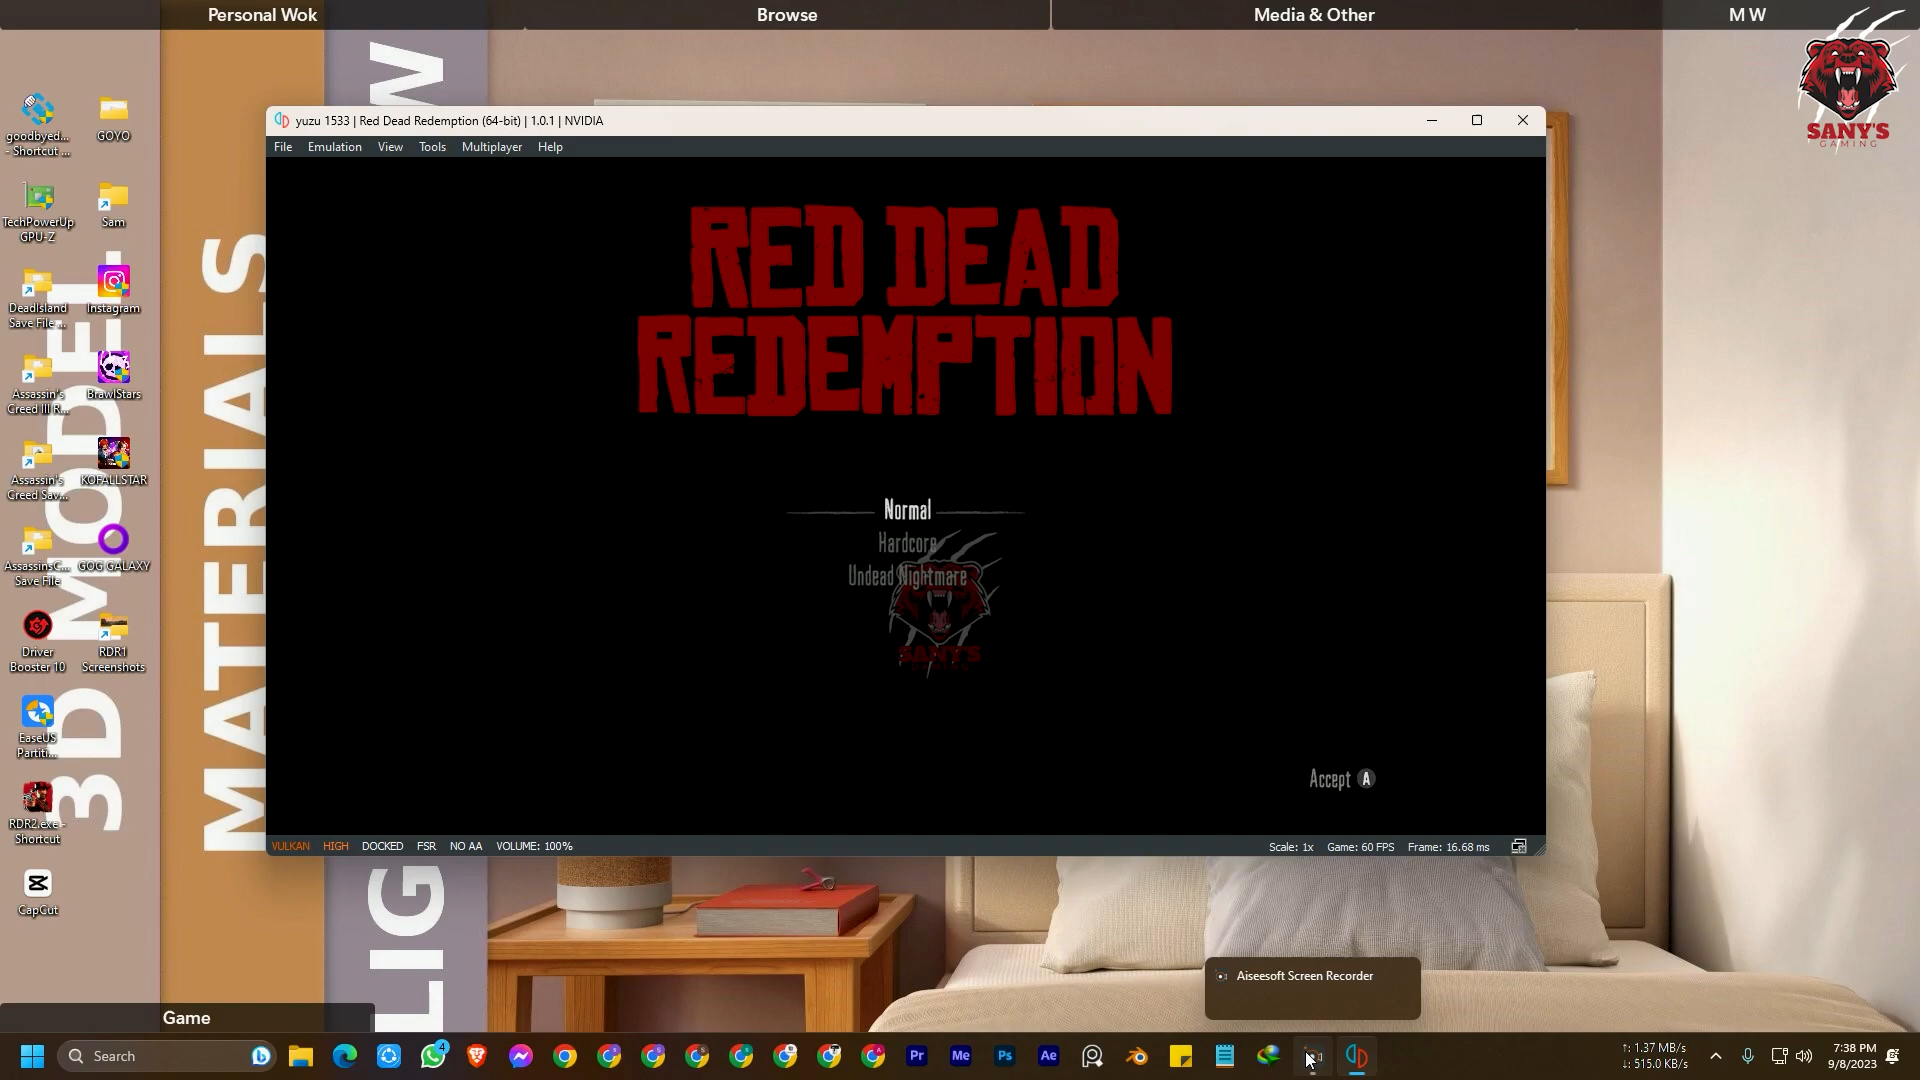 Personal Wok
Browse
Media & Other
M W
SANY'S
GAMING
goodbyed...
- Shortcut ...
GOYO
TechPowerUp
GPU-Z
Sam
DeadIsland
Save File ...
Instagram
Assassin's
Creed III R...
BrawlStars
Assassin's
Creed Sav...
KOFALLSTAR
AssassinsC...
Save File
GOG GALAXY
Driver
Booster 10
RDR1
Screenshots
EaseUS
Partiti...
RDR2.exe -
Shortcut
CapCut
3D MODEL
MATERIALS
LIG
W
yuzu 1533 | Red Dead Redemption (64-bit) | 1.0.1 | NVIDIA
File Emulation View Tools Multiplayer Help
RED DEAD
REDEMPTION
Normal
Hardcore
Undead Nightmare
SANY'S
Accept A
VULKAN HIGH DOCKED FSR NO AA VOLUME: 100%
Scale: 1x Game: 60 FPS Frame: 16.68 ms
Aiseesoft Screen Recorder
Game
Search
4
Pr
Me
Ps
Ae
↑: 1.37 MB/s
↓: 515.0 KB/s
7:38 PM
9/8/2023